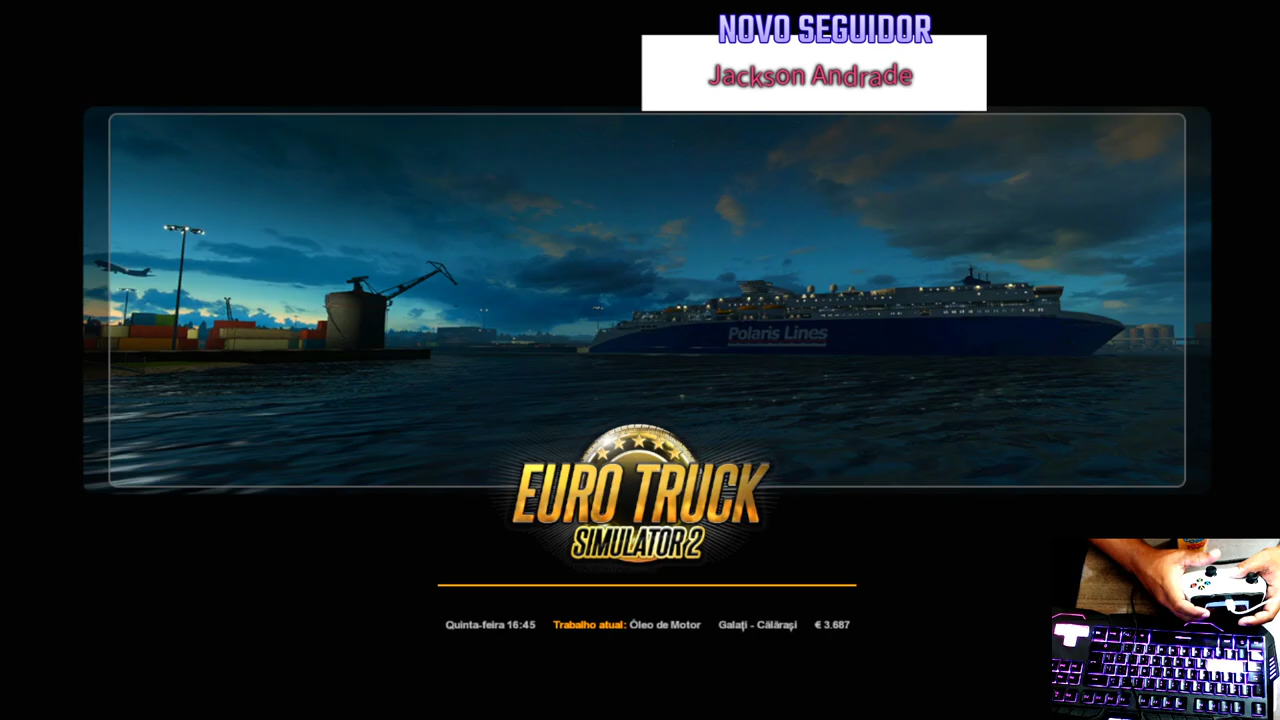 NOVO SEGUIDOR
Jackson Andrade
Polaris Lines
EURO TRUCK
SIMULATOR 2
Quinta-feira 16:45 Trabalho atual: Óleo de Motor Galați - Călărași € 3.687